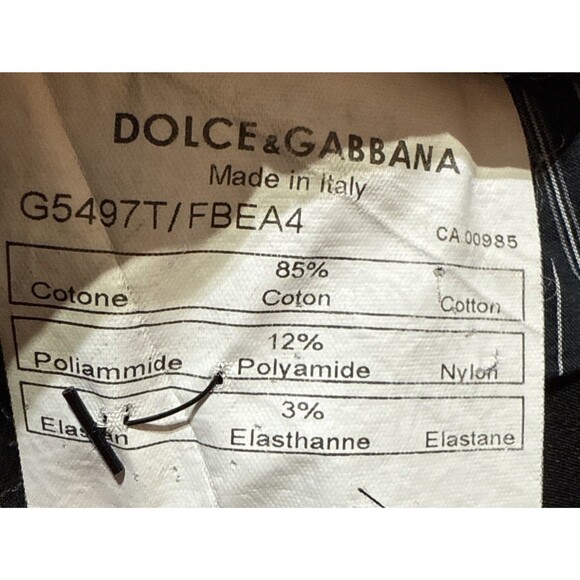 DOLCE&GABBANA
Made in Italy
G5497T/FBEA4
CA 00985
85%
Cotone Coton Cotton
12%
Poliammide Polyamide Nylon
3%
Elasthanne Elastane